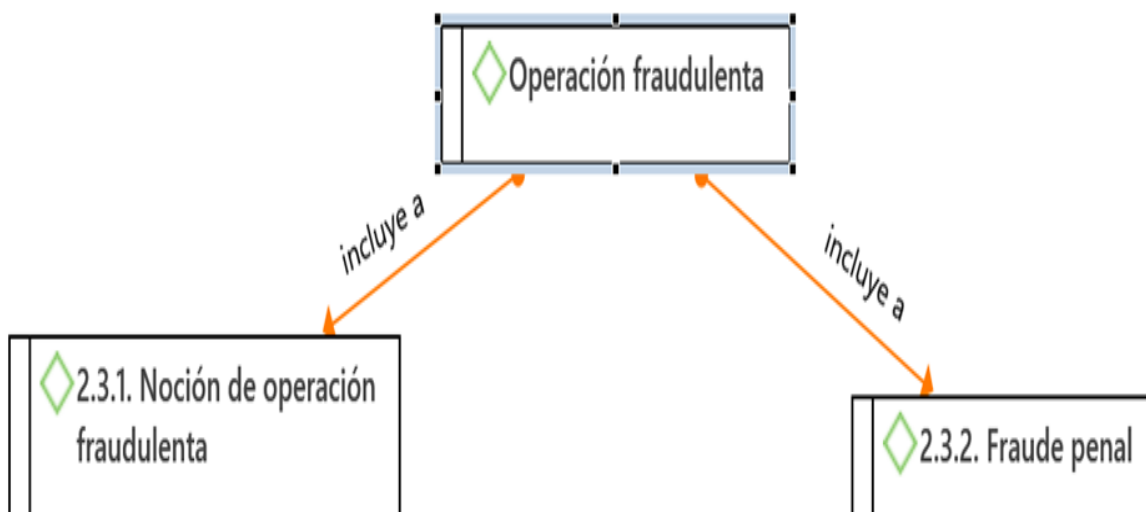 Operación fraudulenta
incluye a
incluye a
2.3.1. Noción de operación
fraudulenta
2.3.2. Fraude penal